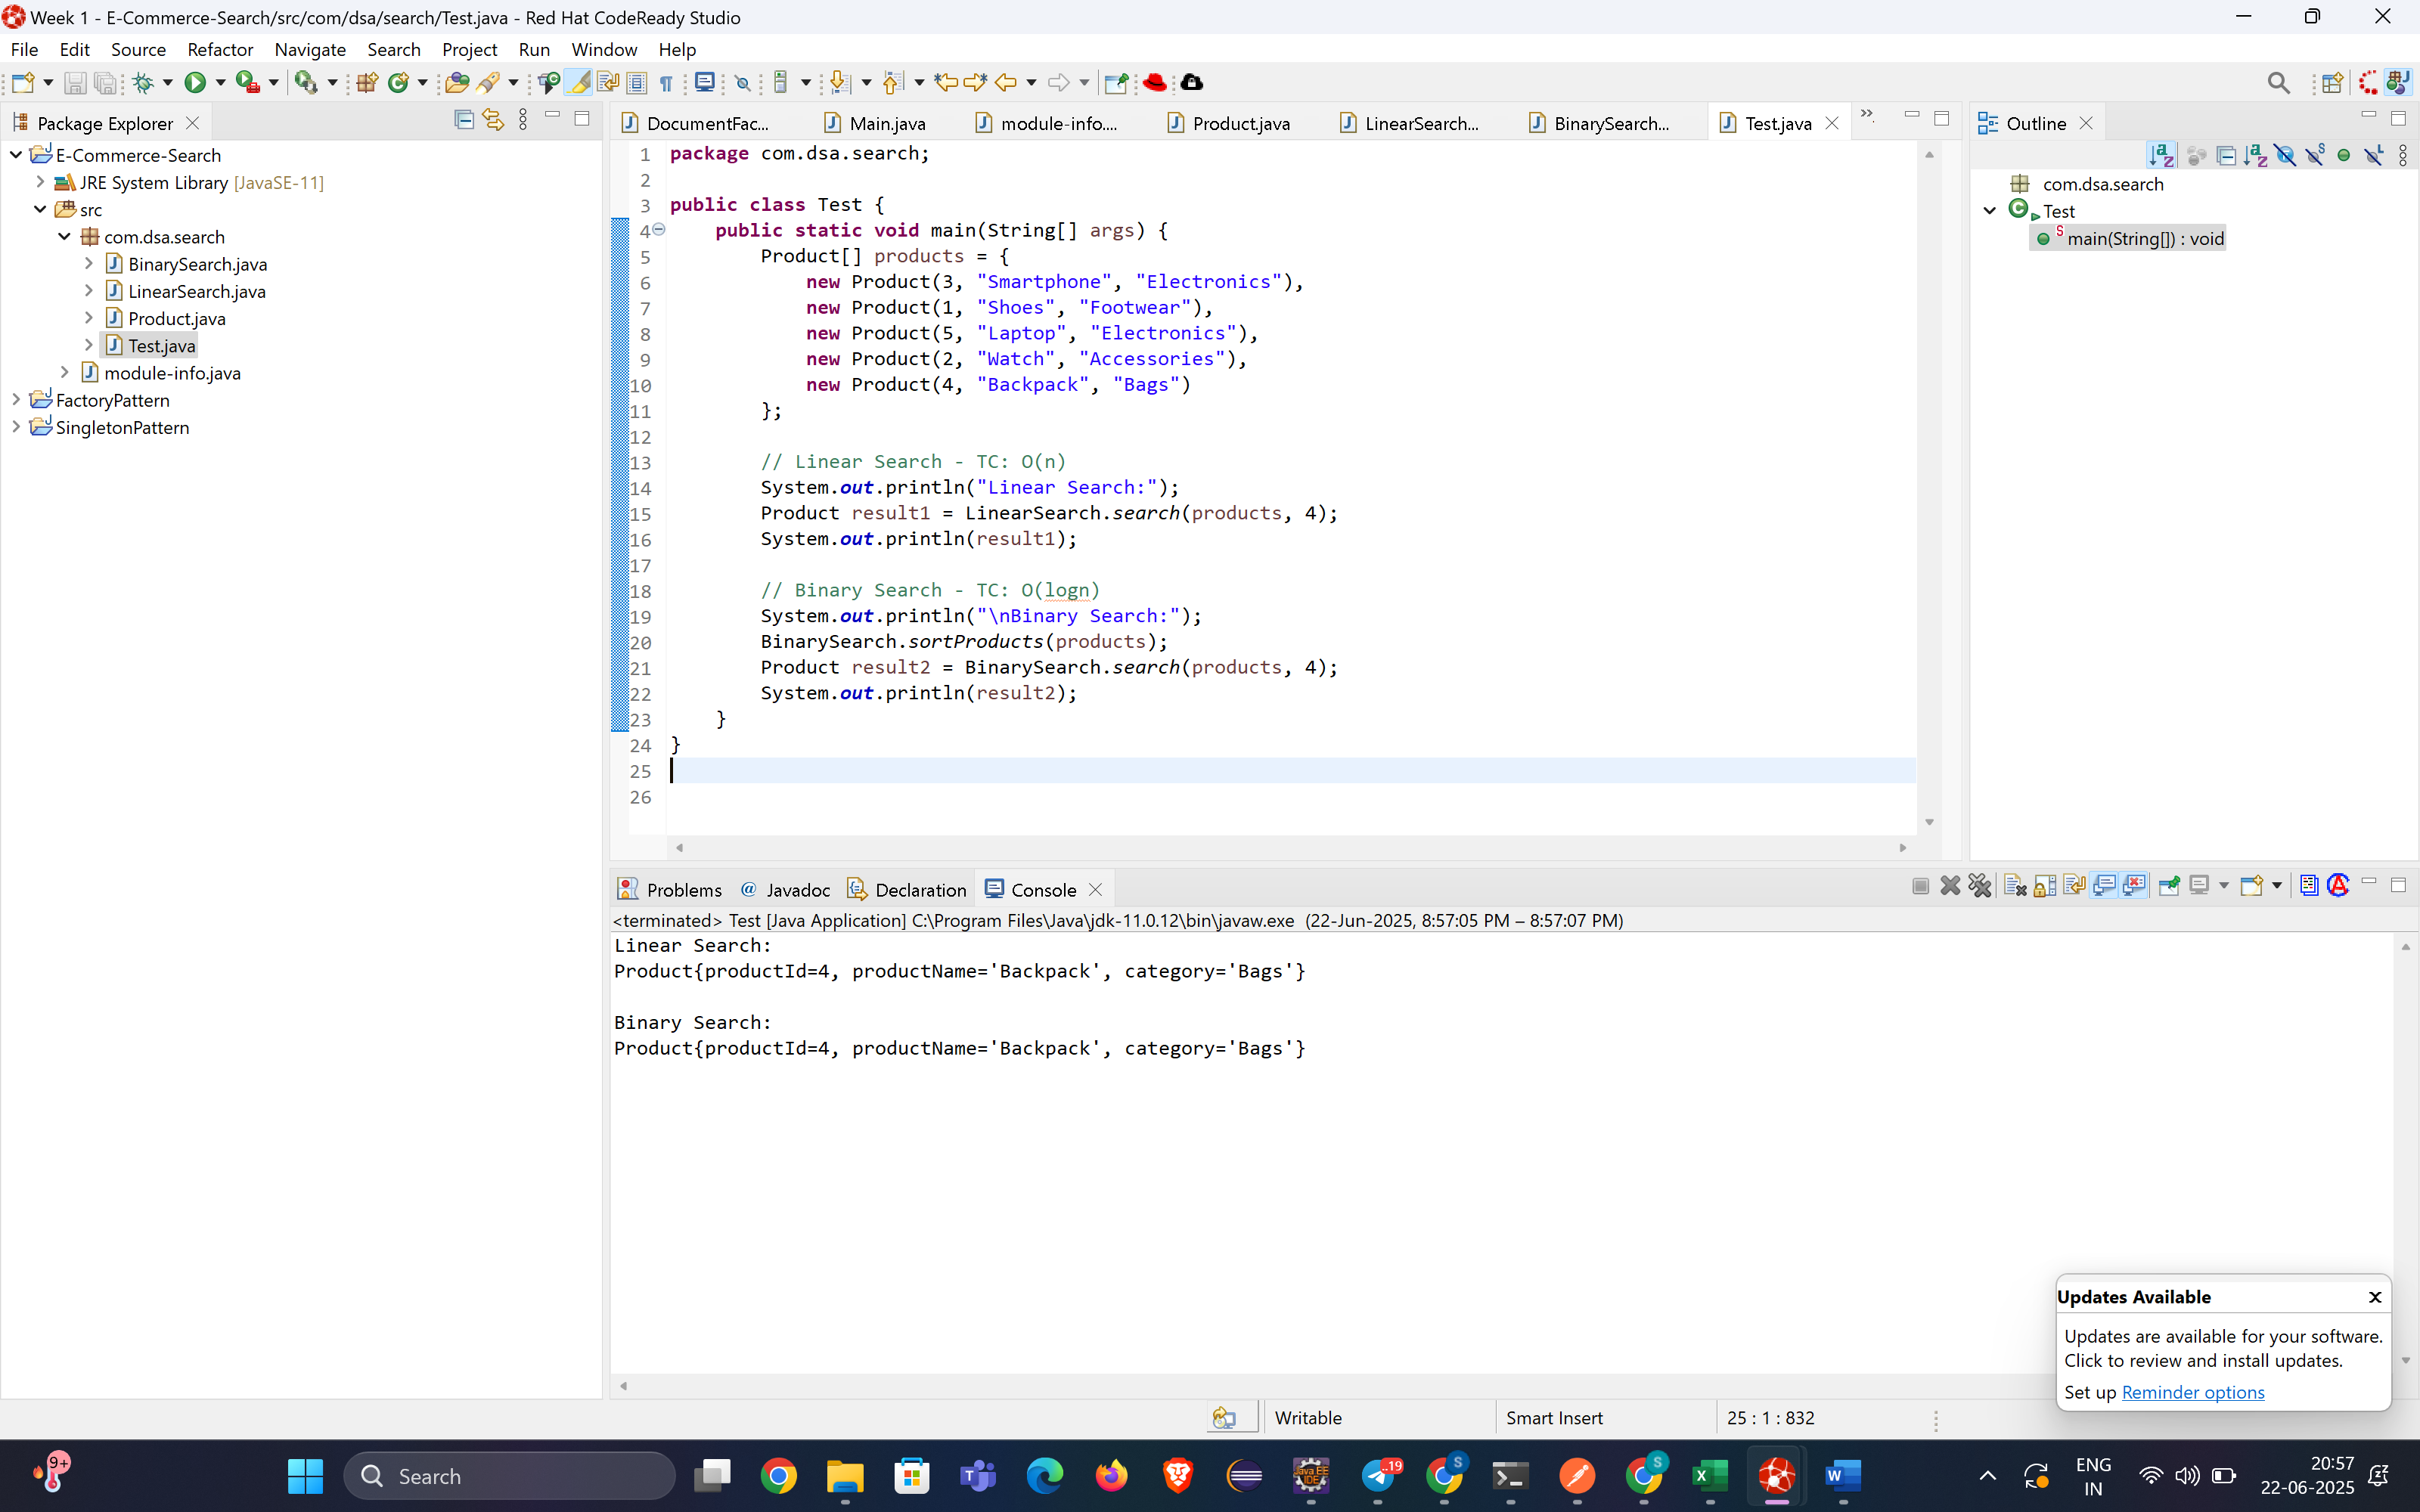 Week 1 - E-Commerce-Search/src/com/dsa/search/Test.java - Red Hat CodeReady Studio
File Edit Source Refactor Navigate Search Project Run Window Help
Package Explorer
E-Commerce-Search
JRE System Library [JavaSE-11]
src
com.dsa.search
BinarySearch.java
LinearSearch.java
Product.java
Test.java
module-info.java
FactoryPattern
SingletonPattern
DocumentFac... Main.java module-info.... Product.java LinearSearch... BinarySearch... Test.java
1 package com.dsa.search;
2
3 public class Test {
4 public static void main(String[] args) {
5 Product[] products = {
6 new Product(3, "Smartphone", "Electronics"),
7 new Product(1, "Shoes", "Footwear"),
8 new Product(5, "Laptop", "Electronics"),
9 new Product(2, "Watch", "Accessories"),
10 new Product(4, "Backpack", "Bags")
11 };
12
13 // Linear Search - TC: O(n)
14 System.out.println("Linear Search:");
15 Product result1 = LinearSearch.search(products, 4);
16 System.out.println(result1);
17
18 // Binary Search - TC: O(logn)
19 System.out.println("\nBinary Search:");
20 BinarySearch.sortProducts(products);
21 Product result2 = BinarySearch.search(products, 4);
22 System.out.println(result2);
23 }
24 }
25
26
Outline
com.dsa.search
Test
S main(String[]) : void
Problems @ Javadoc Declaration Console
<terminated> Test [Java Application] C:\Program Files\Java\jdk-11.0.12\bin\javaw.exe (22-Jun-2025, 8:57:05 PM – 8:57:07 PM)
Linear Search:
Product{productId=4, productName='Backpack', category='Bags'}
Binary Search:
Product{productId=4, productName='Backpack', category='Bags'}
Updates Available
Updates are available for your software.
Click to review and install updates.
Set up Reminder options
Writable Smart Insert 25 : 1 : 832
9+
Search
19
S
S
ENG
IN
20:57
22-06-2025